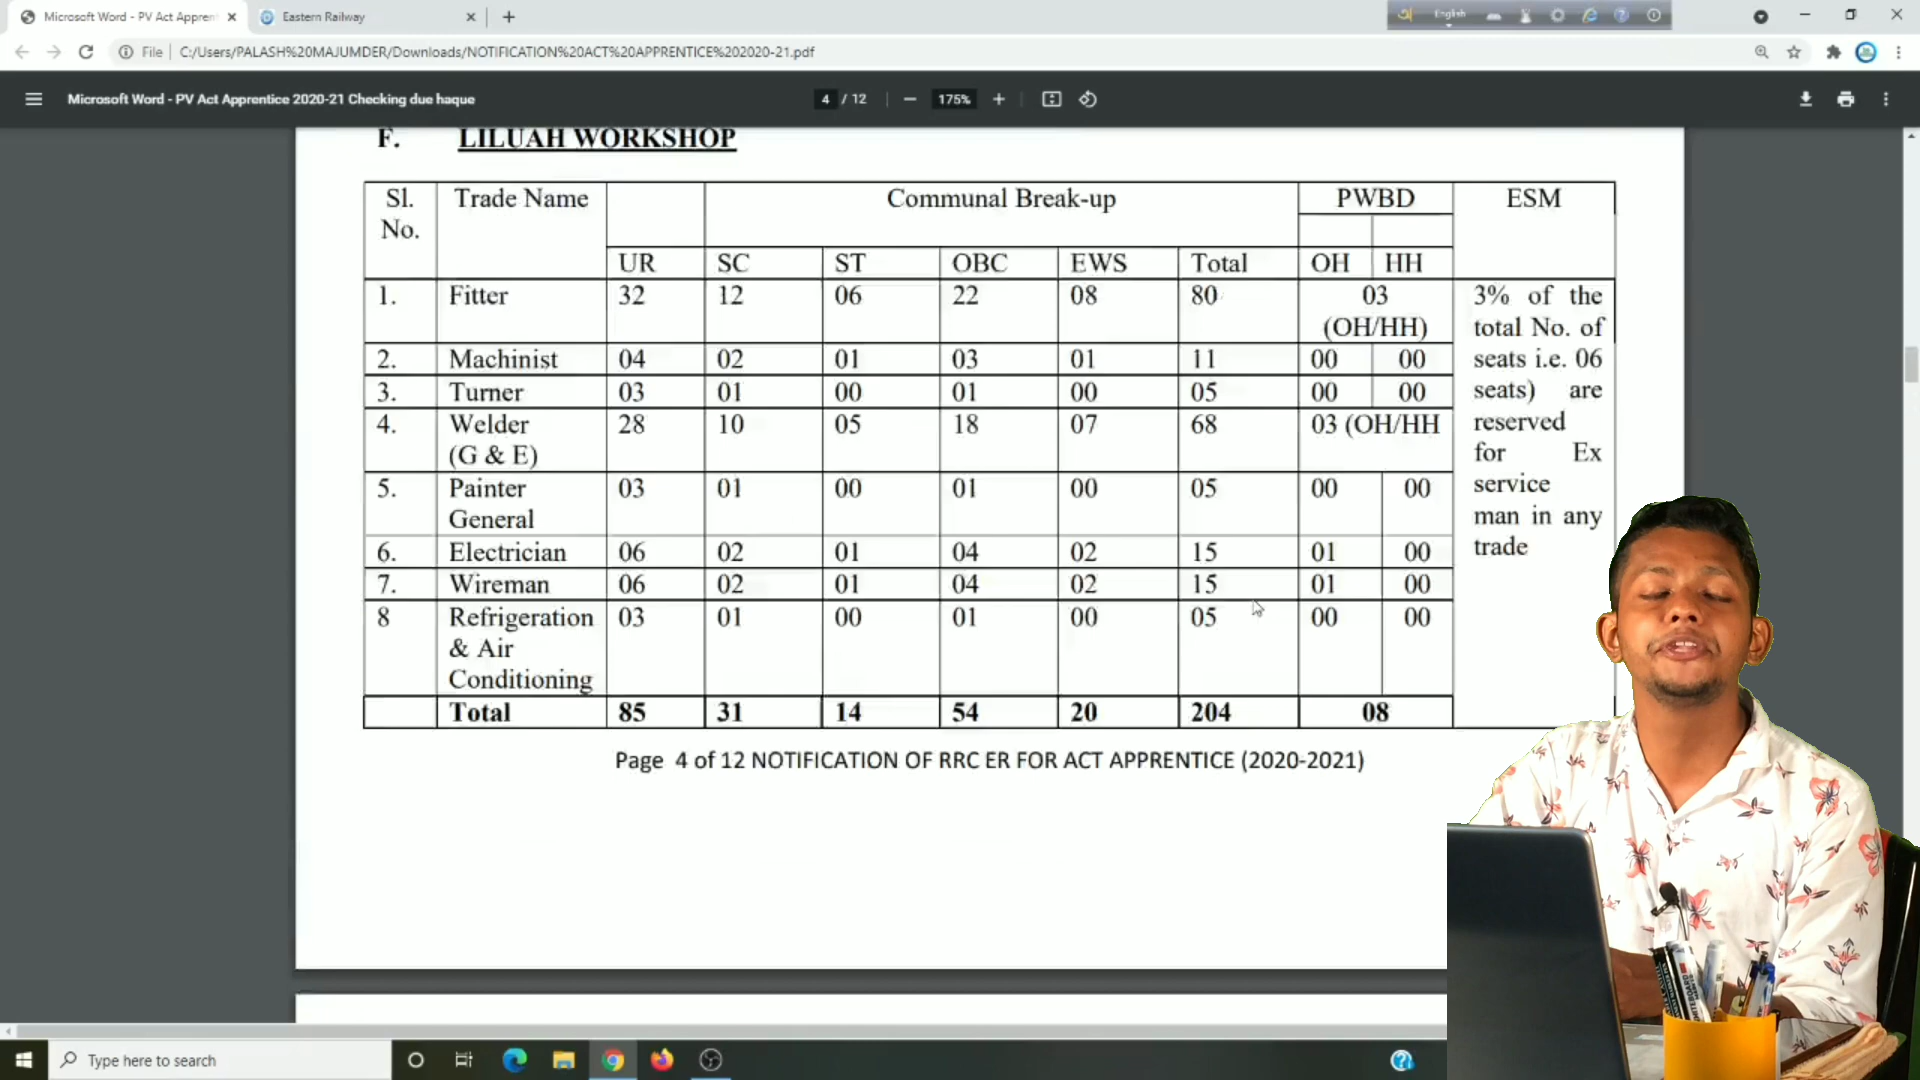 Microsoft Word - PV Act Appren
Eastern Railway
English
File
C:/Users/PALASH%20MAJUMDER/Downloads/NOTIFICATION%20ACT%20APPRENTICE%202020-21.pdf
Microsoft Word - PV Act Apprentice 2020-21 Checking due haque
4 / 12
175%
F. LILUAH WORKSHOP
Sl. No. Trade Name Communal Break-up PWBD ESM
UR SC ST OBC EWS Total OH HH
1. Fitter 32 12 06 22 08 80 03 (OH/HH)
2. Machinist 04 02 01 03 01 11 00 00
3. Turner 03 01 00 01 00 05 00 00
4. Welder (G & E) 28 10 05 18 07 68 03 (OH/HH
5. Painter General 03 01 00 01 00 05 00 00
6. Electrician 06 02 01 04 02 15 01 00
7. Wireman 06 02 01 04 02 15 01 00
8 Refrigeration & Air Conditioning 03 01 00 01 00 05 00 00
Total 85 31 14 54 20 204 08
3% of the
total No. of
seats i.e. 06
seats) are
reserved
for Ex
service
man in any
trade
Page 4 of 12 NOTIFICATION OF RRC ER FOR ACT APPRENTICE (2020-2021)
Type here to search